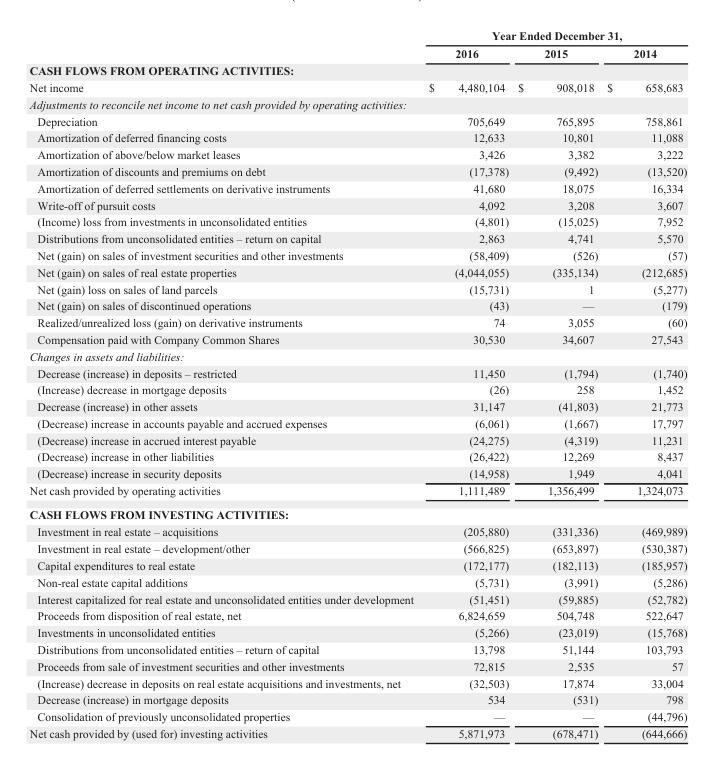 Year Ended December 31,
2016 2015 2014
CASH FLOWS FROM OPERATING ACTIVITIES:
Net income $ 4,480,104 $ 908,018 $ 658,683
Adjustments to reconcile net income to net cash provided by operating activities:
Depreciation 705,649 765,895 758,861
Amortization of deferred financing costs 12,633 10,801 11,088
Amortization of above/below market leases 3,426 3,382 3,222
Amortization of discounts and premiums on debt (17,378) (9,492) (13,520)
Amortization of deferred settlements on derivative instruments 41,680 18,075 16,334
Write-off of pursuit costs 4,092 3,208 3,607
(Income) loss from investments in unconsolidated entities (4,801) (15,025) 7,952
Distributions from unconsolidated entities – return on capital 2,863 4,741 5,570
Net (gain) on sales of investment securities and other investments (58,409) (526) (57)
Net (gain) on sales of real estate properties (4,044,055) (335,134) (212,685)
Net (gain) loss on sales of land parcels (15,731) 1 (5,277)
Net (gain) on sales of discontinued operations (43) — (179)
Realized/unrealized loss (gain) on derivative instruments 74 3,055 (60)
Compensation paid with Company Common Shares 30,530 34,607 27,543
Changes in assets and liabilities:
Decrease (increase) in deposits – restricted 11,450 (1,794) (1,740)
(Increase) decrease in mortgage deposits (26) 258 1,452
Decrease (increase) in other assets 31,147 (41,803) 21,773
(Decrease) increase in accounts payable and accrued expenses (6,061) (1,667) 17,797
(Decrease) increase in accrued interest payable (24,275) (4,319) 11,231
(Decrease) increase in other liabilities (26,422) 12,269 8,437
(Decrease) increase in security deposits (14,958) 1,949 4,041
Net cash provided by operating activities 1,111,489 1,356,499 1,324,073
CASH FLOWS FROM INVESTING ACTIVITIES:
Investment in real estate – acquisitions (205,880) (331,336) (469,989)
Investment in real estate – development/other (566,825) (653,897) (530,387)
Capital expenditures to real estate (172,177) (182,113) (185,957)
Non-real estate capital additions (5,731) (3,991) (5,286)
Interest capitalized for real estate and unconsolidated entities under development (51,451) (59,885) (52,782)
Proceeds from disposition of real estate, net 6,824,659 504,748 522,647
Investments in unconsolidated entities (5,266) (23,019) (15,768)
Distributions from unconsolidated entities – return of capital 13,798 51,144 103,793
Proceeds from sale of investment securities and other investments 72,815 2,535 57
(Increase) decrease in deposits on real estate acquisitions and investments, net (32,503) 17,874 33,004
Decrease (increase) in mortgage deposits 534 (531) 798
Consolidation of previously unconsolidated properties — — (44,796)
Net cash provided by (used for) investing activities 5,871,973 (678,471) (644,666)